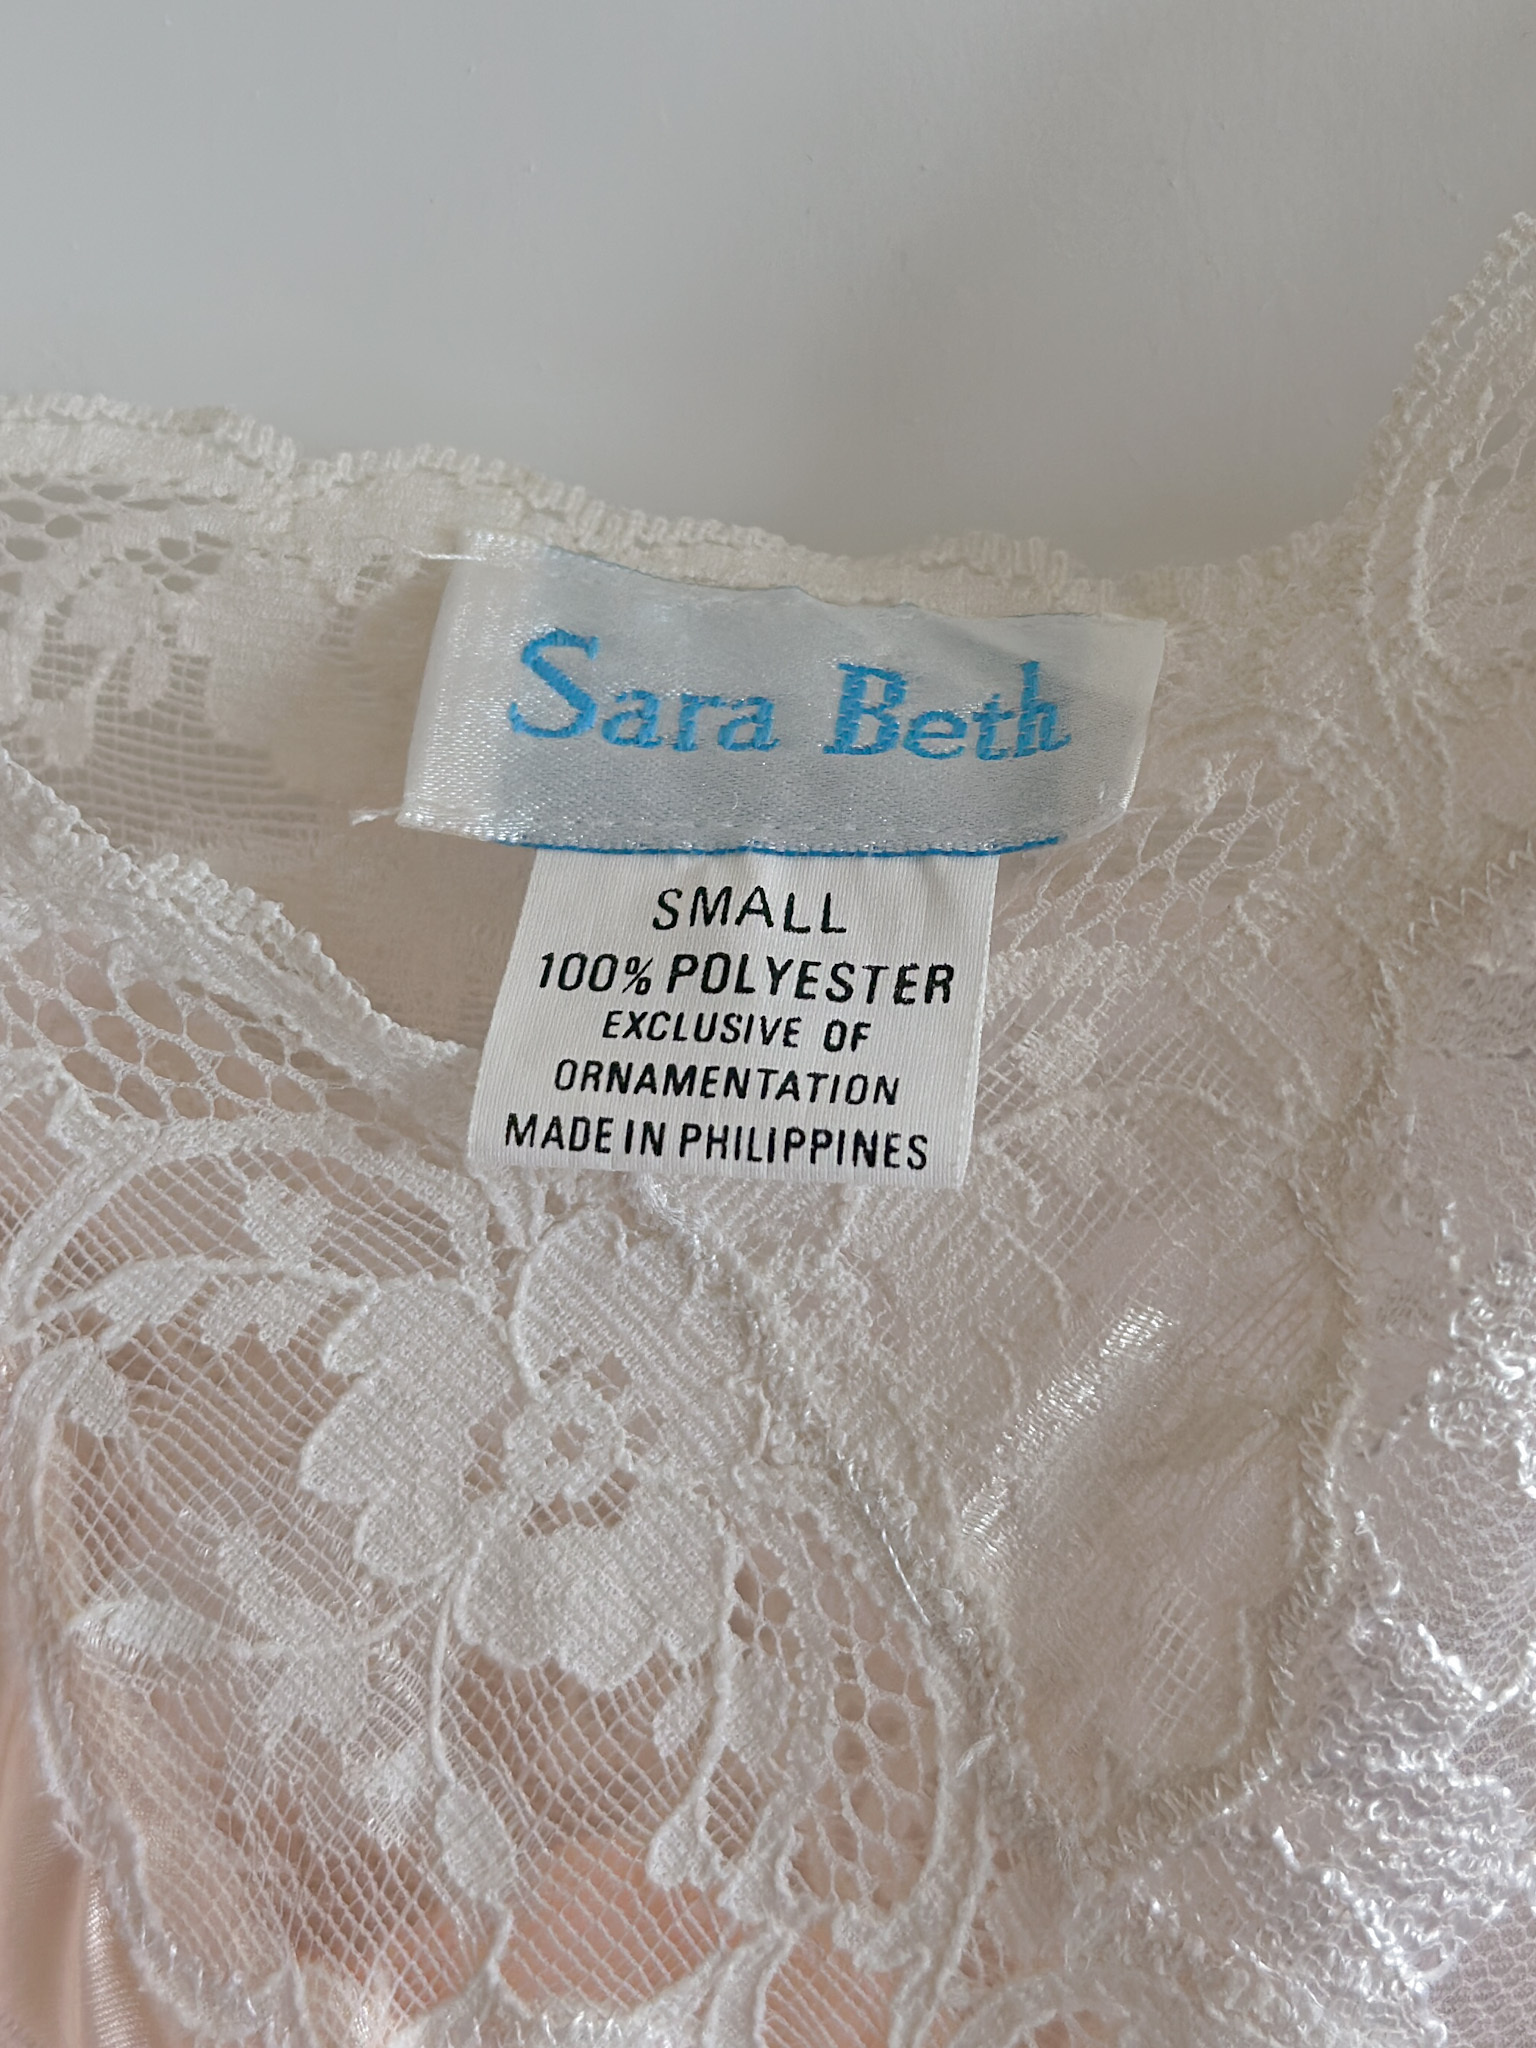 Sara Beth
SMALL
100% POLYESTER
EXCLUSIVE OF
ORNAMENTATION
MADE IN PHILIPPINES